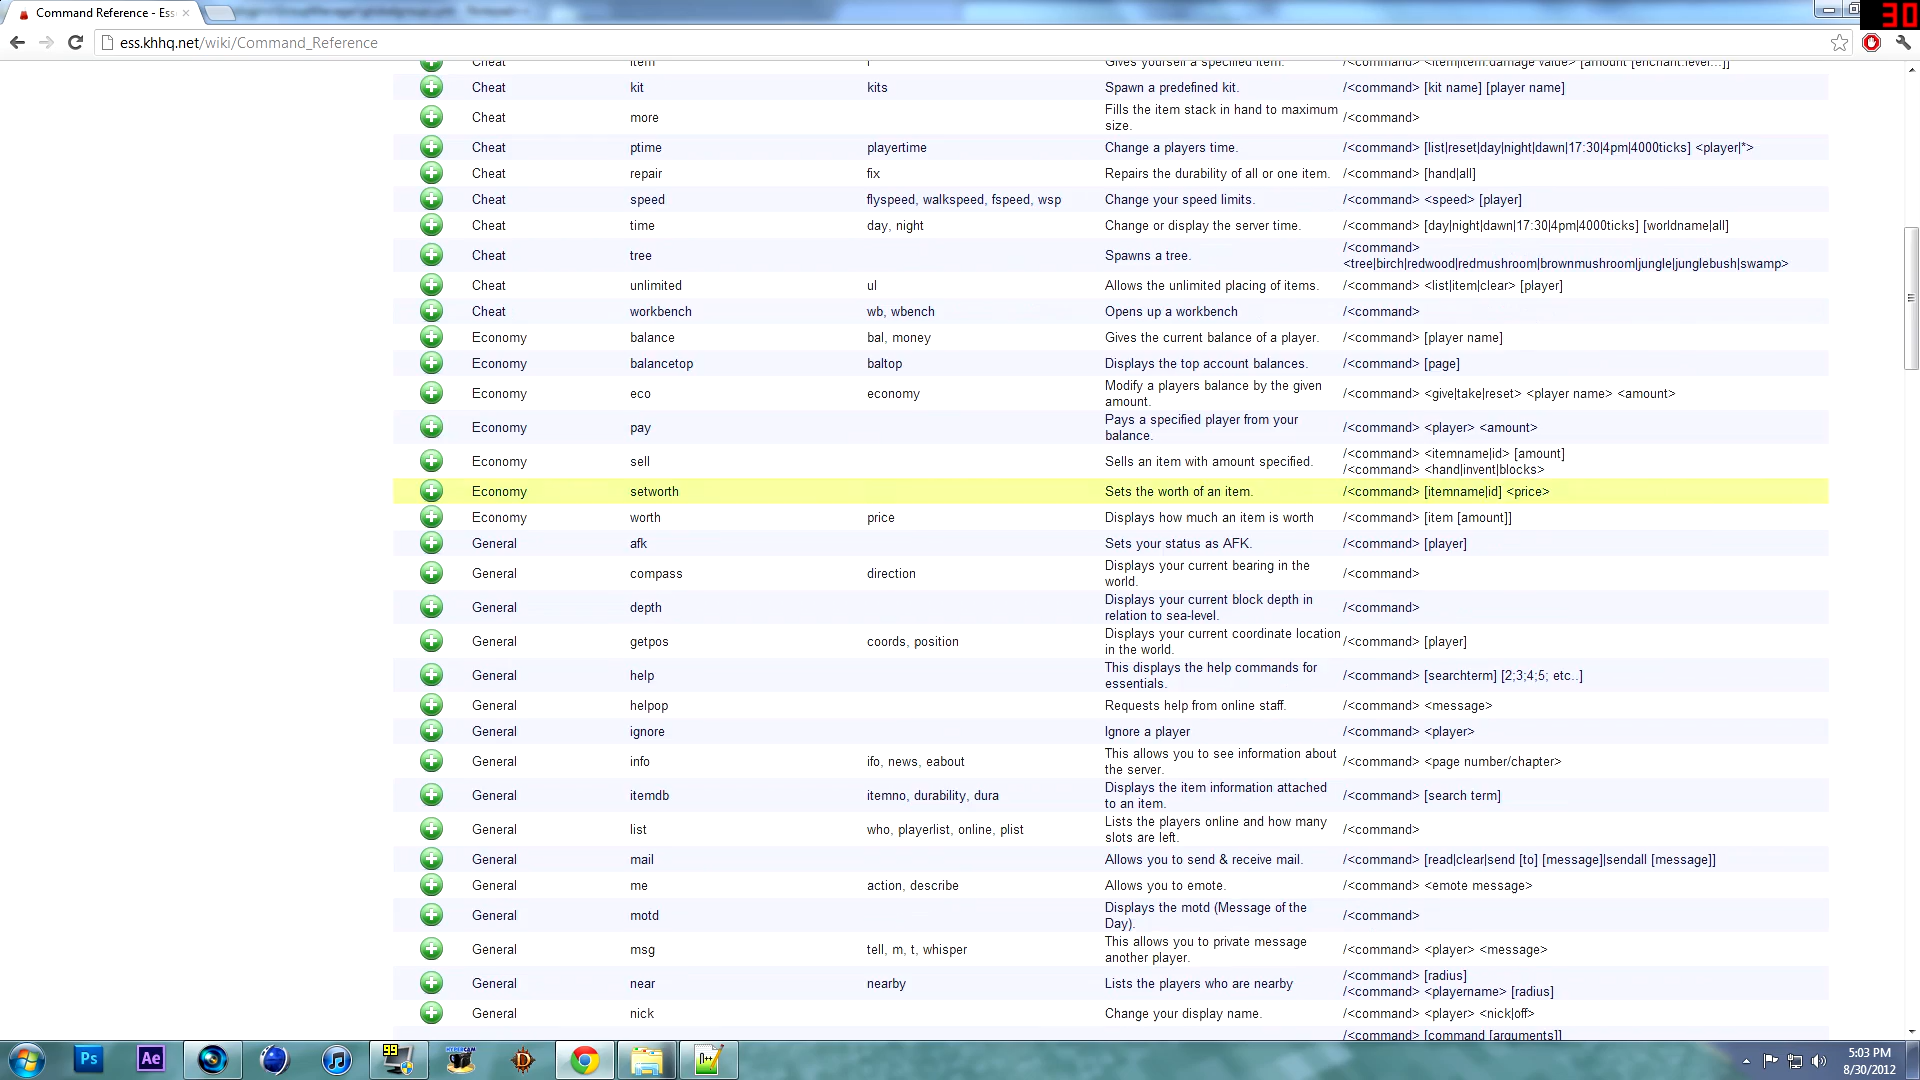 Command Reference - Ess
30
ess.khhq.net/wiki/Command_Reference
Cheat item i Gives yourself a specified item. /<command> <item|item:damage value> [amount [enchant:level...]]
Cheat kit kits Spawn a predefined kit. /<command> [kit name] [player name]
Cheat more Fills the item stack in hand to maximum size. /<command>
Cheat ptime playertime Change a players time. /<command> [list|reset|day|night|dawn|17:30|4pm|4000ticks] <player|*>
Cheat repair fix Repairs the durability of all or one item. /<command> [hand|all]
Cheat speed flyspeed, walkspeed, fspeed, wsp Change your speed limits. /<command> <speed> [player]
Cheat time day, night Change or display the server time. /<command> [day|night|dawn|17:30|4pm|4000ticks] [worldname|all]
Cheat tree Spawns a tree. /<command>
<tree|birch|redwood|redmushroom|brownmushroom|jungle|junglebush|swamp>
Cheat unlimited ul Allows the unlimited placing of items. /<command> <list|item|clear> [player]
Cheat workbench wb, wbench Opens up a workbench /<command>
Economy balance bal, money Gives the current balance of a player. /<command> [player name]
Economy balancetop baltop Displays the top account balances. /<command> [page]
Economy eco economy Modify a players balance by the given amount. /<command> <give|take|reset> <player name> <amount>
Economy pay Pays a specified player from your balance. /<command> <player> <amount>
Economy sell Sells an item with amount specified. /<command> <itemname|id> [amount]
/<command> <hand|invent|blocks>
Economy setworth Sets the worth of an item. /<command> [itemname|id] <price>
Economy worth price Displays how much an item is worth /<command> [item [amount]]
General afk Sets your status as AFK. /<command> [player]
General compass direction Displays your current bearing in the world. /<command>
General depth Displays your current block depth in relation to sea-level. /<command>
General getpos coords, position Displays your current coordinate location in the world. /<command> [player]
General help This displays the help commands for essentials. /<command> [searchterm] [2;3;4;5; etc..]
General helpop Requests help from online staff. /<command> <message>
General ignore Ignore a player /<command> <player>
General info ifo, news, eabout This allows you to see information about the server. /<command> <page number/chapter>
General itemdb itemno, durability, dura Displays the item information attached to an item. /<command> [search term]
General list who, playerlist, online, plist Lists the players online and how many slots are left. /<command>
General mail Allows you to send & receive mail. /<command> [read|clear|send [to] [message]|sendall [message]]
General me action, describe Allows you to emote. /<command> <emote message>
General motd Displays the motd (Message of the Day). /<command>
General msg tell, m, t, whisper This allows you to private message another player. /<command> <player> <message>
General near nearby Lists the players who are nearby /<command> [radius]
/<command> <playername> [radius]
General nick Change your display name. /<command> <player> <nick|off>
/<command> [command [arguments]]
Ps Ae 99
5:03 PM
8/30/2012